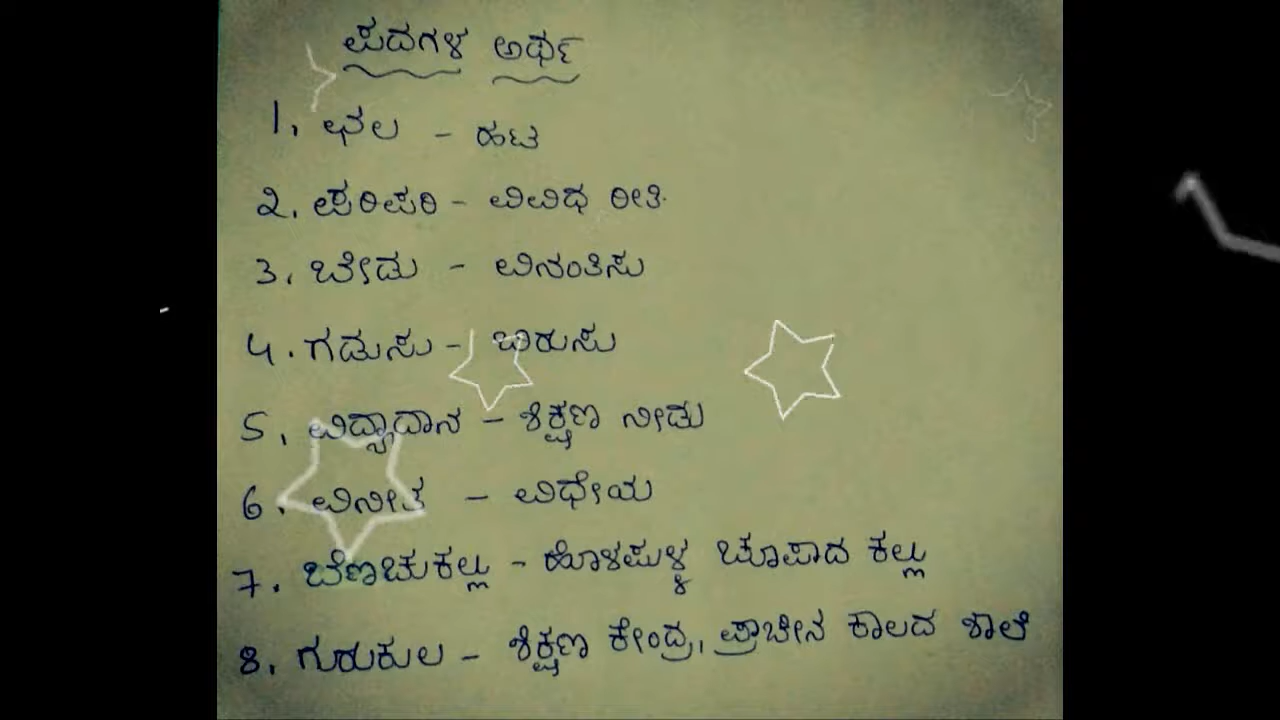 ಪದಗಳ ಅರ್ಥ
1. ಛಲ - ಹಟ
2. ಪರಿಪರಿ - ವಿವಿಧ ರೀತಿ.
3. ಬೇಡು - ವಿನಂತಿಸು
4. ಗಡುಸು - ಬಿರುಸು
5. ವಿದ್ಯಾದಾನ - ಶಿಕ್ಷಣ ನೀಡು
6. ವಿನೀತ - ವಿಧೇಯ
7. ಬೆಣಚುಕಲ್ಲು - ಹೊಳಪುಳ್ಳ ಚೂಪಾದ ಕಲ್ಲು
8. ಗುರುಕುಲ - ಶಿಕ್ಷಣ ಕೇಂದ್ರ, ಪ್ರಾಚೀನ ಕಾಲದ ಶಾಲೆ